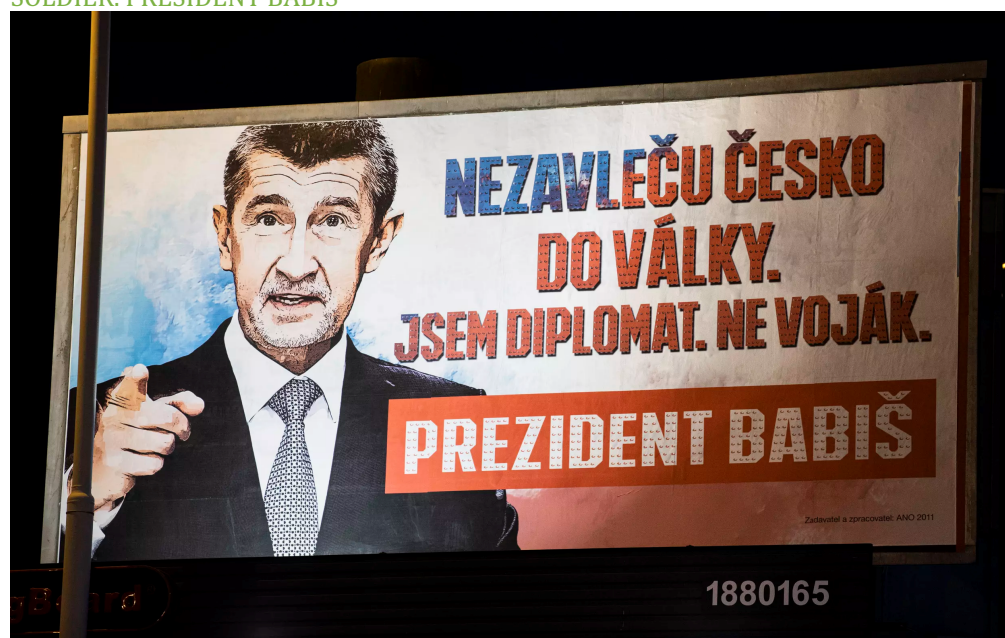 SOLDIER. PRESIDENT BABIS
NEZAVLEČU ČESKO
DO VÁLKY.
JSEM DIPLOMAT. NE VOJÁK.
PREZIDENT BABIŠ
Zadavatel a zpracovatel: ANO 2011
1880165